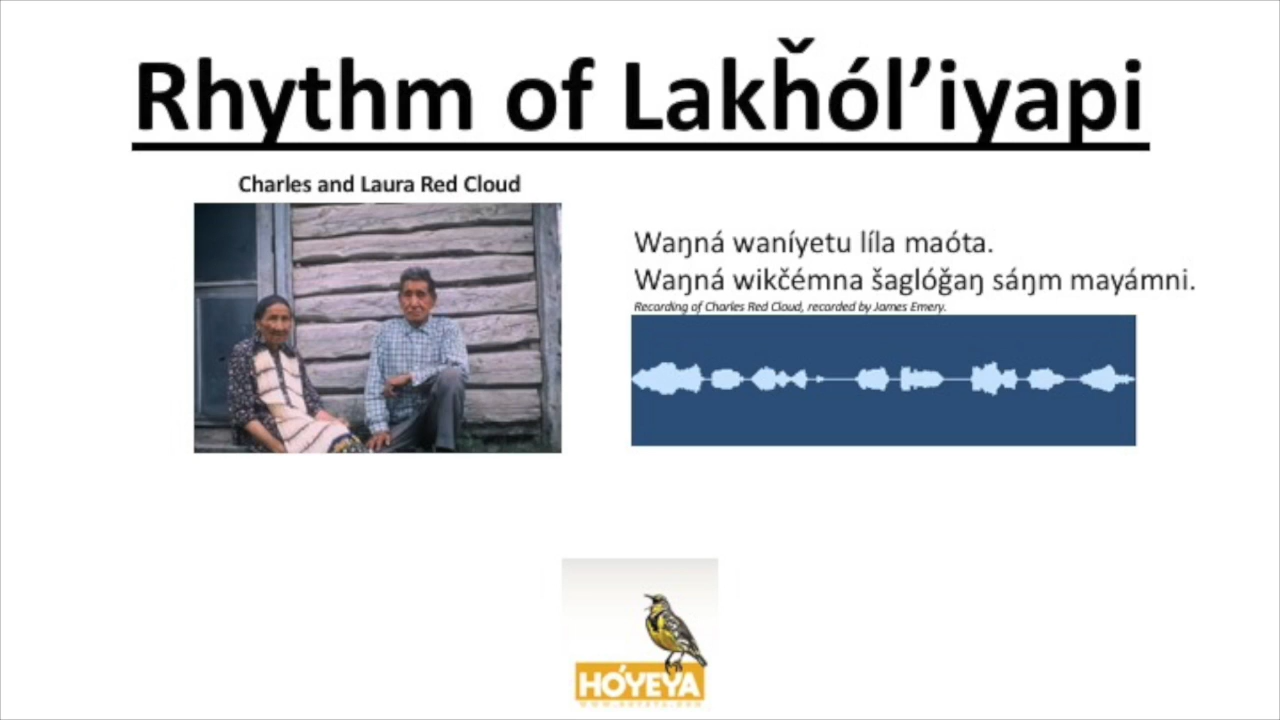 Rhythm of Lakȟól’iyapi
Charles and Laura Red Cloud
Waŋná waníyetu líla maóta.
Waŋná wikčémna šaglóǧaŋ sáŋm mayámni.
Recording of Charles Red Cloud, recorded by James Emery.
HÓYEYA